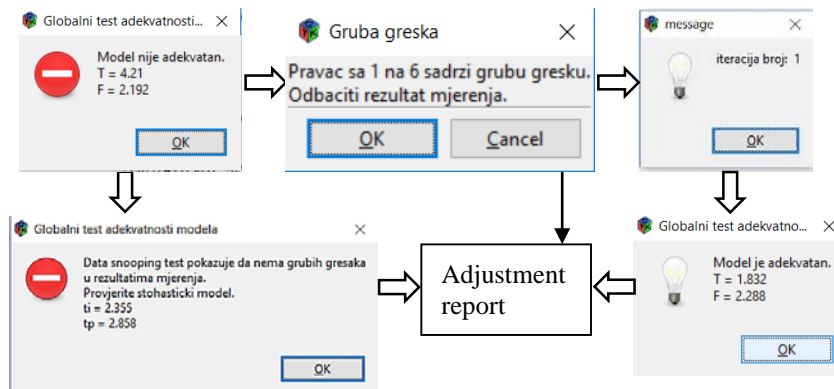 Globalni test adekvatnosti...
Model nije adekvatan.
T = 4.21
F = 2.192
OK
Gruba greska
Pravac sa 1 na 6 sadrzi grubu gresku.
Odbaciti rezultat mjerenja.
OK
Cancel
message
iteracija broj: 1
OK
Globalni test adekvatnosti modela
Data snooping test pokazuje da nema grubih gresaka
u rezultatima mjerenja.
Provjerite stohasticki model.
ti = 2.355
tp = 2.858
OK
Adjustment
report
Globalni test adekvatno...
Model je adekvatan.
T = 1.832
F = 2.288
OK